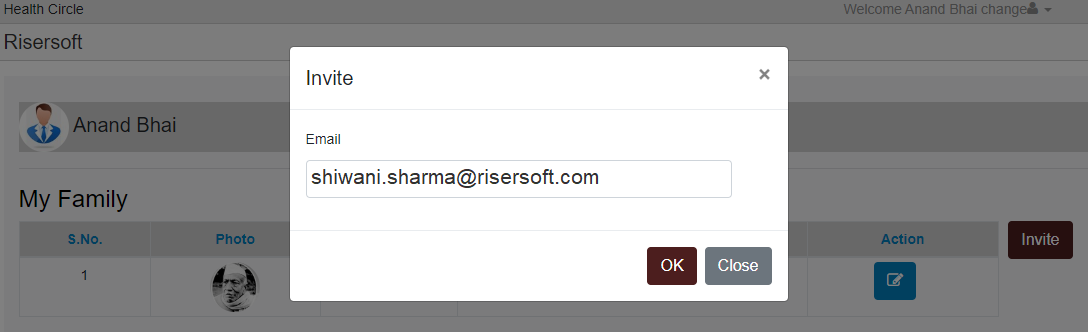 Health Circle
Welcome Anand Bhai change
Risersoft
Invite
×
Anand Bhai
Email
shiwani.sharma@risersoft.com
My Family
S.No.
Photo
Action
Invite
1
OK
Close